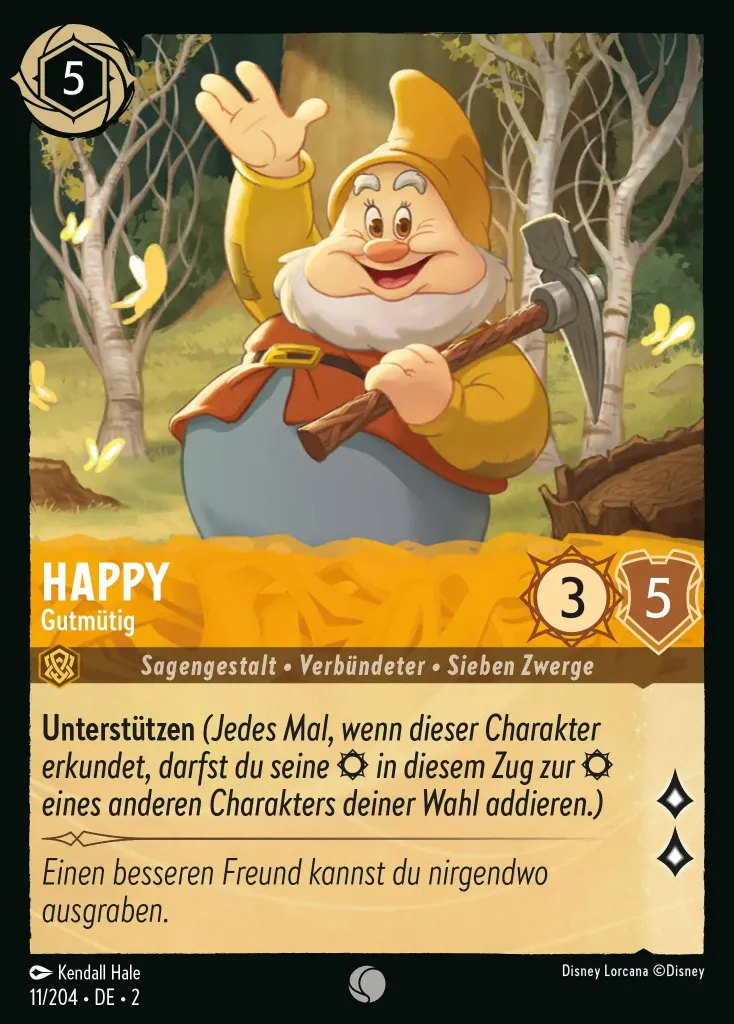 5
HAPPY
Gutmütig
3
5
Sagengestalt • Verbündeter • Sieben Zwerge
Unterstützen (Jedes Mal, wenn dieser Charakter
erkundet, darfst du seine in diesem Zug zur
eines anderen Charakters deiner Wahl addieren.)
Einen besseren Freund kannst du nirgendwo
ausgraben.
Kendall Hale
Disney Lorcana ©Disney
11/204 • DE • 2